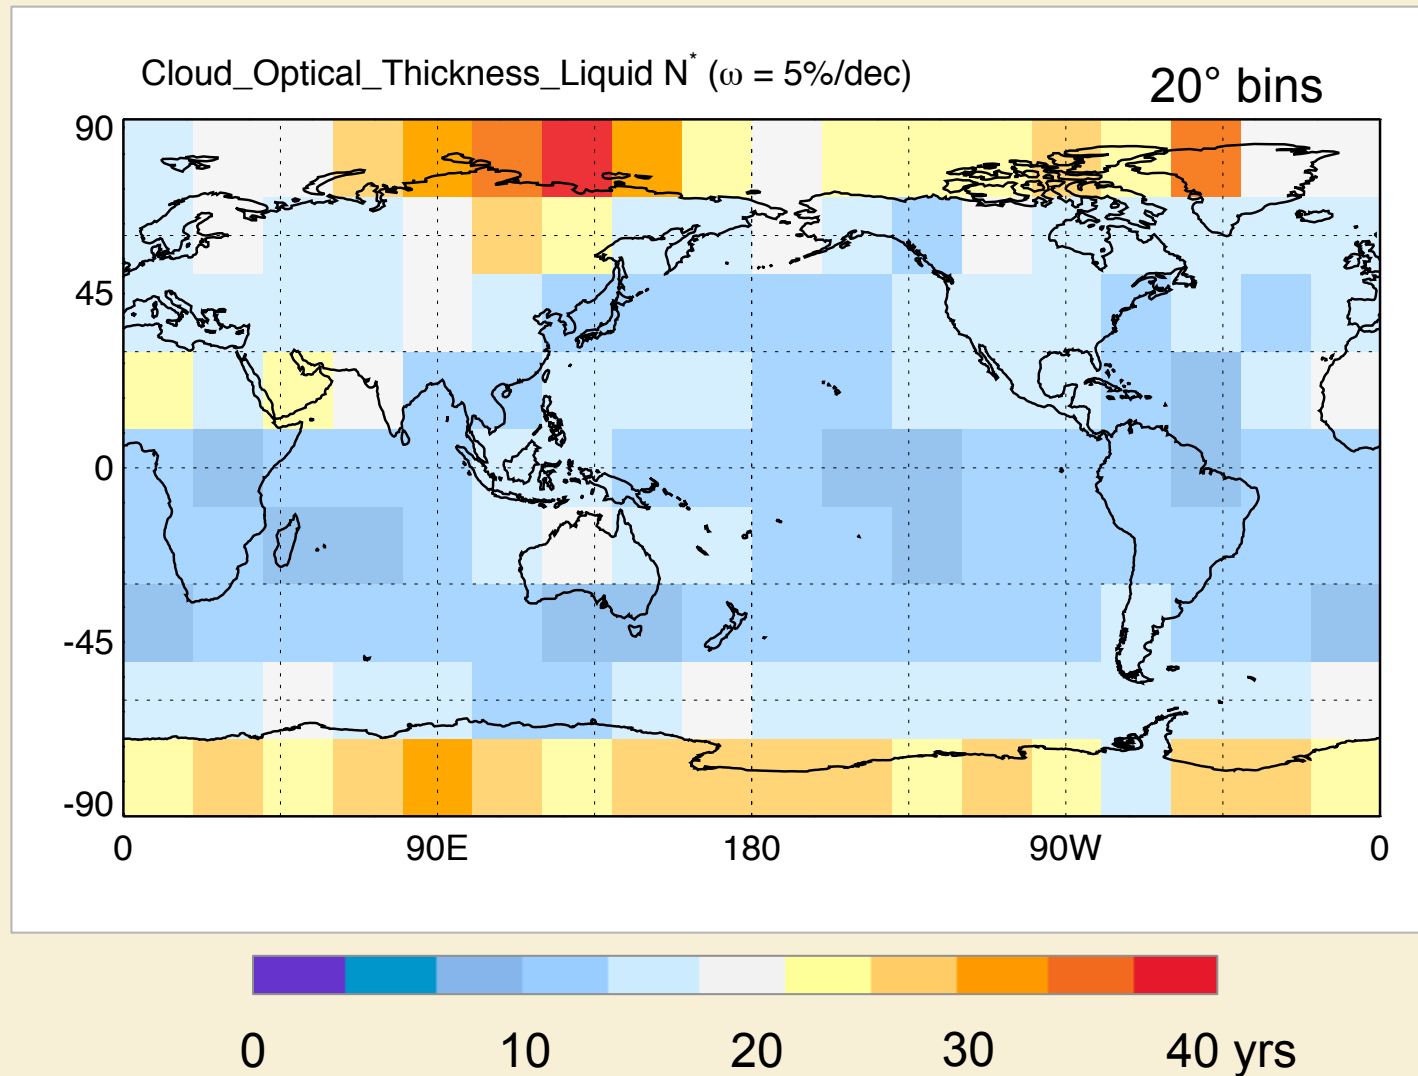 Cloud_Optical_Thickness_Liquid N* (ω = 5%/dec)
20° bins
90
45
0
-45
-90
0 90E 180 90W 0
0 10 20 30 40 yrs